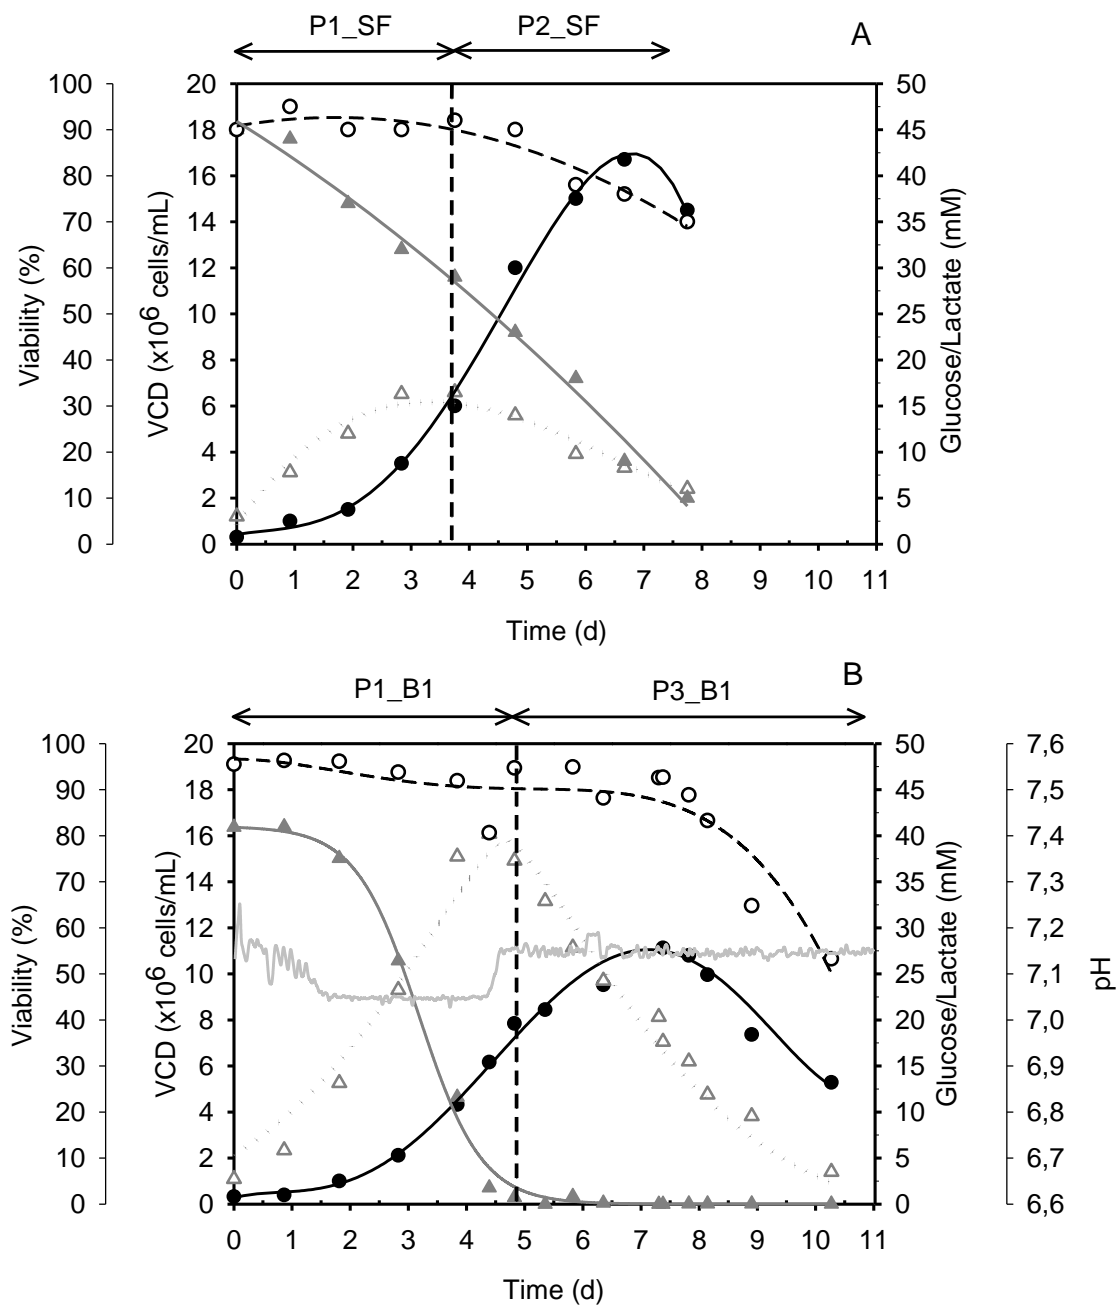 P1_SF P2_SF A
100 20 50
90 18 45
80 16 40
70 14 35
60 12 30
50 10 25
40 8 20
30 6 15
20 4 10
10 2 5
0 0 0
Viability (%)
VCD (x10⁶ cells/mL)
Glucose/Lactate (mM)
0 1 2 3 4 5 6 7 8 9 10 11
Time (d)
P1_B1 P3_B1 B
100 20 50 7,6
90 18 45 7,5
80 16 40 7,4
70 14 35 7,3
60 12 30 7,2
50 10 25 7,1
40 8 20 7,0
30 6 15 6,9
20 4 10 6,8
10 2 5 6,7
0 0 0 6,6
Viability (%)
VCD (x10⁶ cells/mL)
Glucose/Lactate (mM)
pH
0 1 2 3 4 5 6 7 8 9 10 11
Time (d)